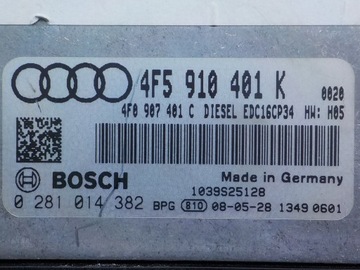 4F5 910 401 K 0020
4F0 907 401 C DIESEL EDC16CP34 HW: H05
BOSCH Made in Germany
1039S25128
0 281 014 382 BPG 810 08-05-28 1349 0601